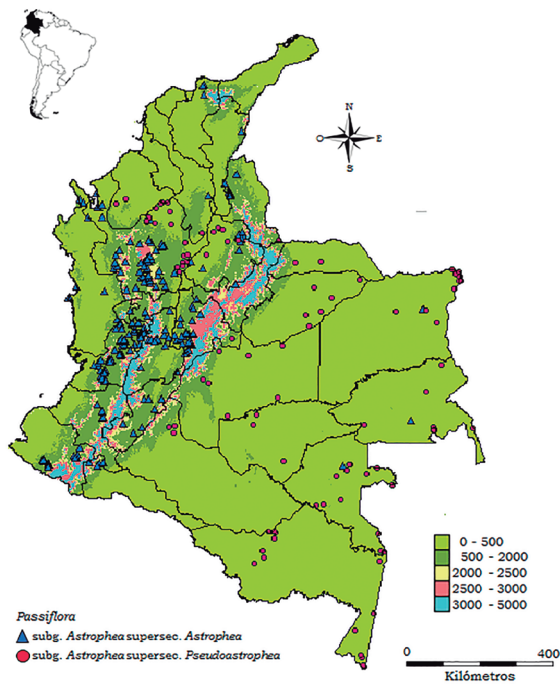 N
O E
S
0 - 500
500 - 2000
2000 - 2500
2500 - 3000
3000 - 5000
Passiflora
subg. Astrophea supersec. Astrophea
subg. Astrophea supersec. Pseudoastrophea
0 400
Kilómetros